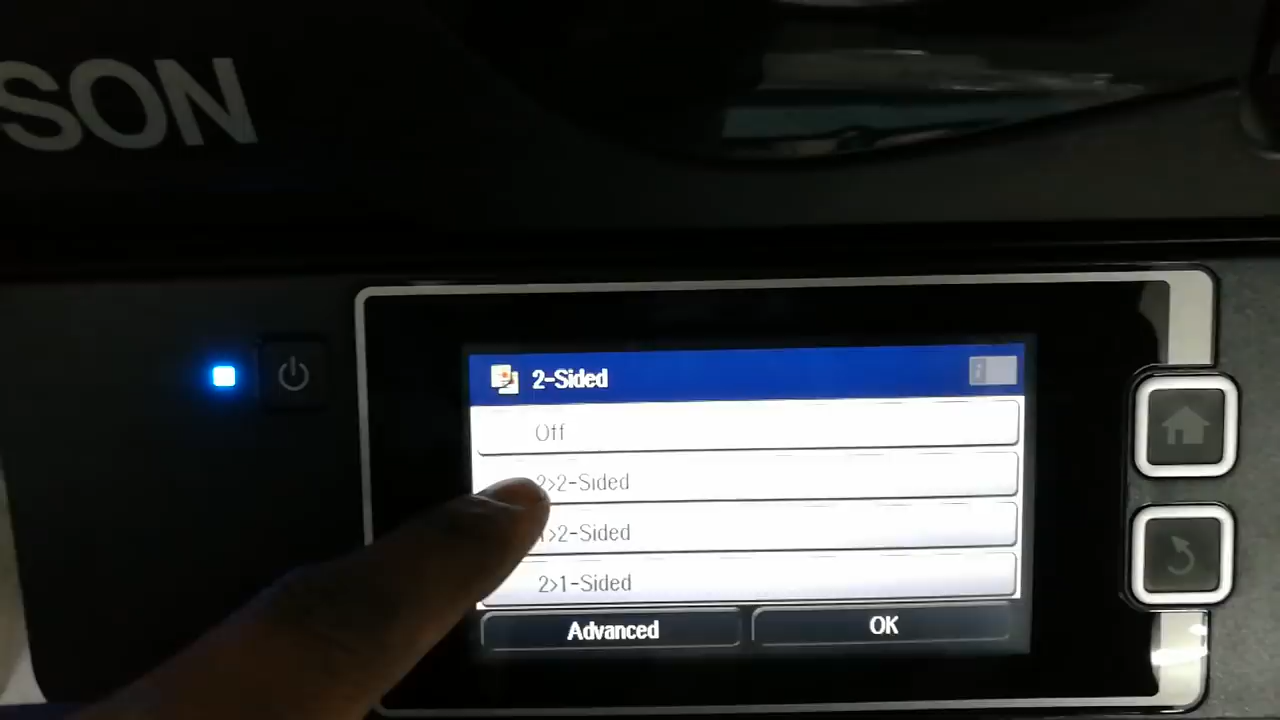 SON
2-Sided
Off
2>2-Sided
1>2-Sided
2>1-Sided
Advanced
OK